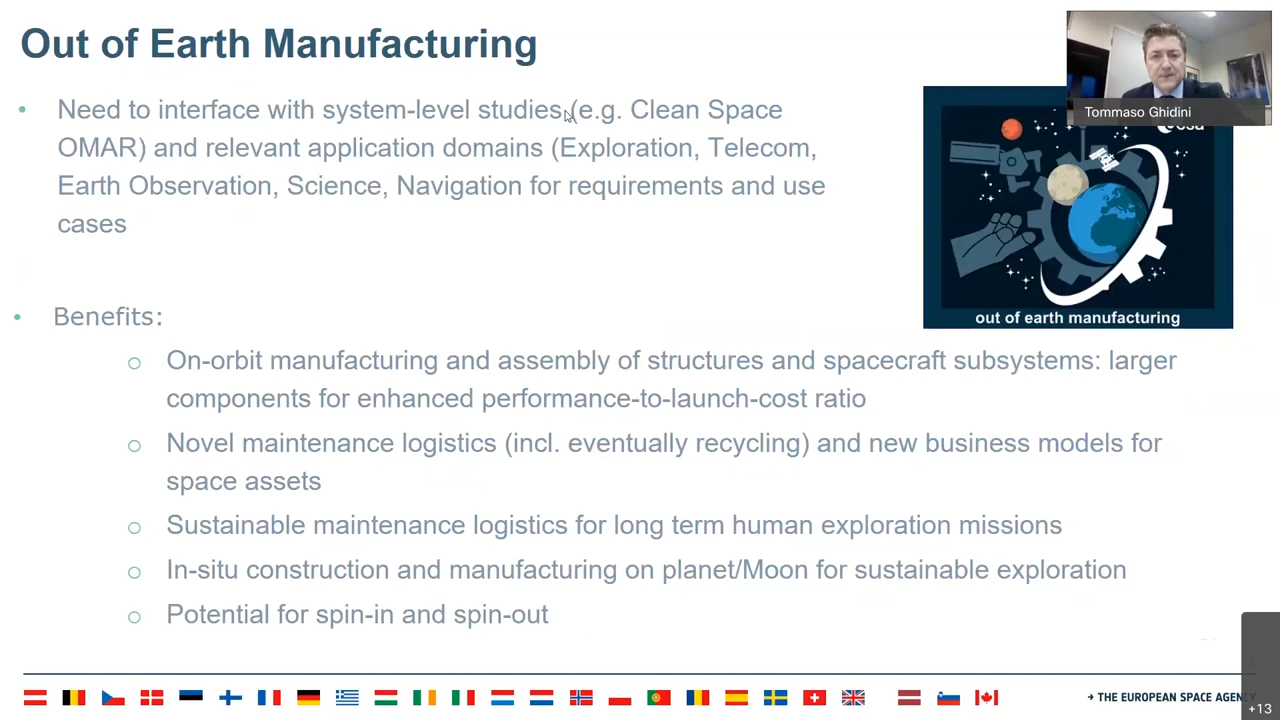 Out of Earth Manufacturing
• Need to interface with system-level studies (e.g. Clean Space
OMAR) and relevant application domains (Exploration, Telecom,
Earth Observation, Science, Navigation for requirements and use
cases
Tommaso Ghidini
esa
out of earth manufacturing
• Benefits:
o On-orbit manufacturing and assembly of structures and spacecraft subsystems: larger
components for enhanced performance-to-launch-cost ratio
o Novel maintenance logistics (incl. eventually recycling) and new business models for
space assets
o Sustainable maintenance logistics for long term human exploration missions
o In-situ construction and manufacturing on planet/Moon for sustainable exploration
o Potential for spin-in and spin-out
→ THE EUROPEAN SPACE AGENCY
+13